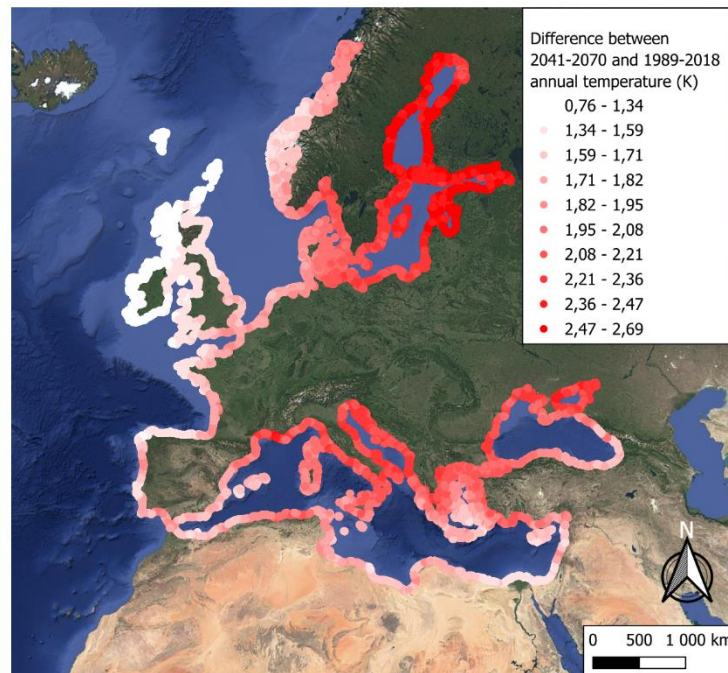 Difference between
2041-2070 and 1989-2018
annual temperature (K)
0,76 - 1,34
1,34 - 1,59
1,59 - 1,71
1,71 - 1,82
1,82 - 1,95
1,95 - 2,08
2,08 - 2,21
2,21 - 2,36
2,36 - 2,47
2,47 - 2,69
N
0 500 1 000 km